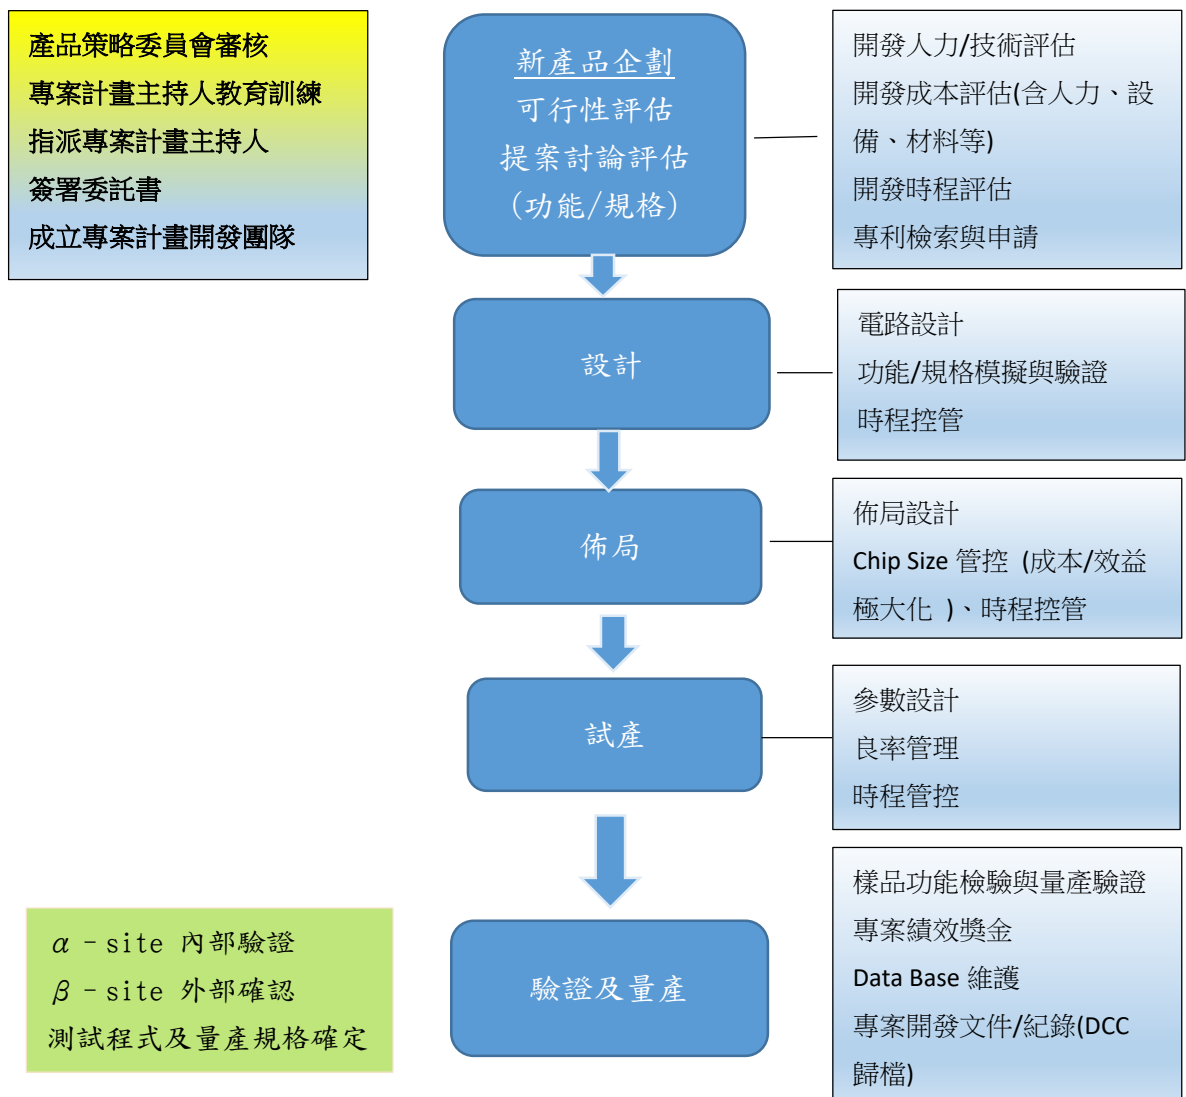 產品策略委員會審核
專案計畫主持人教育訓練
指派專案計畫主持人
簽署委託書
成立專案計畫開發團隊
新產品企劃
可行性評估
提案討論評估
(功能/規格)
開發人力/技術評估
開發成本評估(含人力、設
備、材料等)
開發時程評估
專利檢索與申請
設計
電路設計
功能/規格模擬與驗證
時程控管
佈局
佈局設計
Chip Size 管控 (成本/效益
極大化 )、時程控管
試產
參數設計
良率管理
時程管控
α-site 內部驗證
β-site 外部確認
測試程式及量產規格確定
驗證及量產
樣品功能檢驗與量產驗證
專案績效獎金
Data Base 維護
專案開發文件/紀錄(DCC
歸檔)